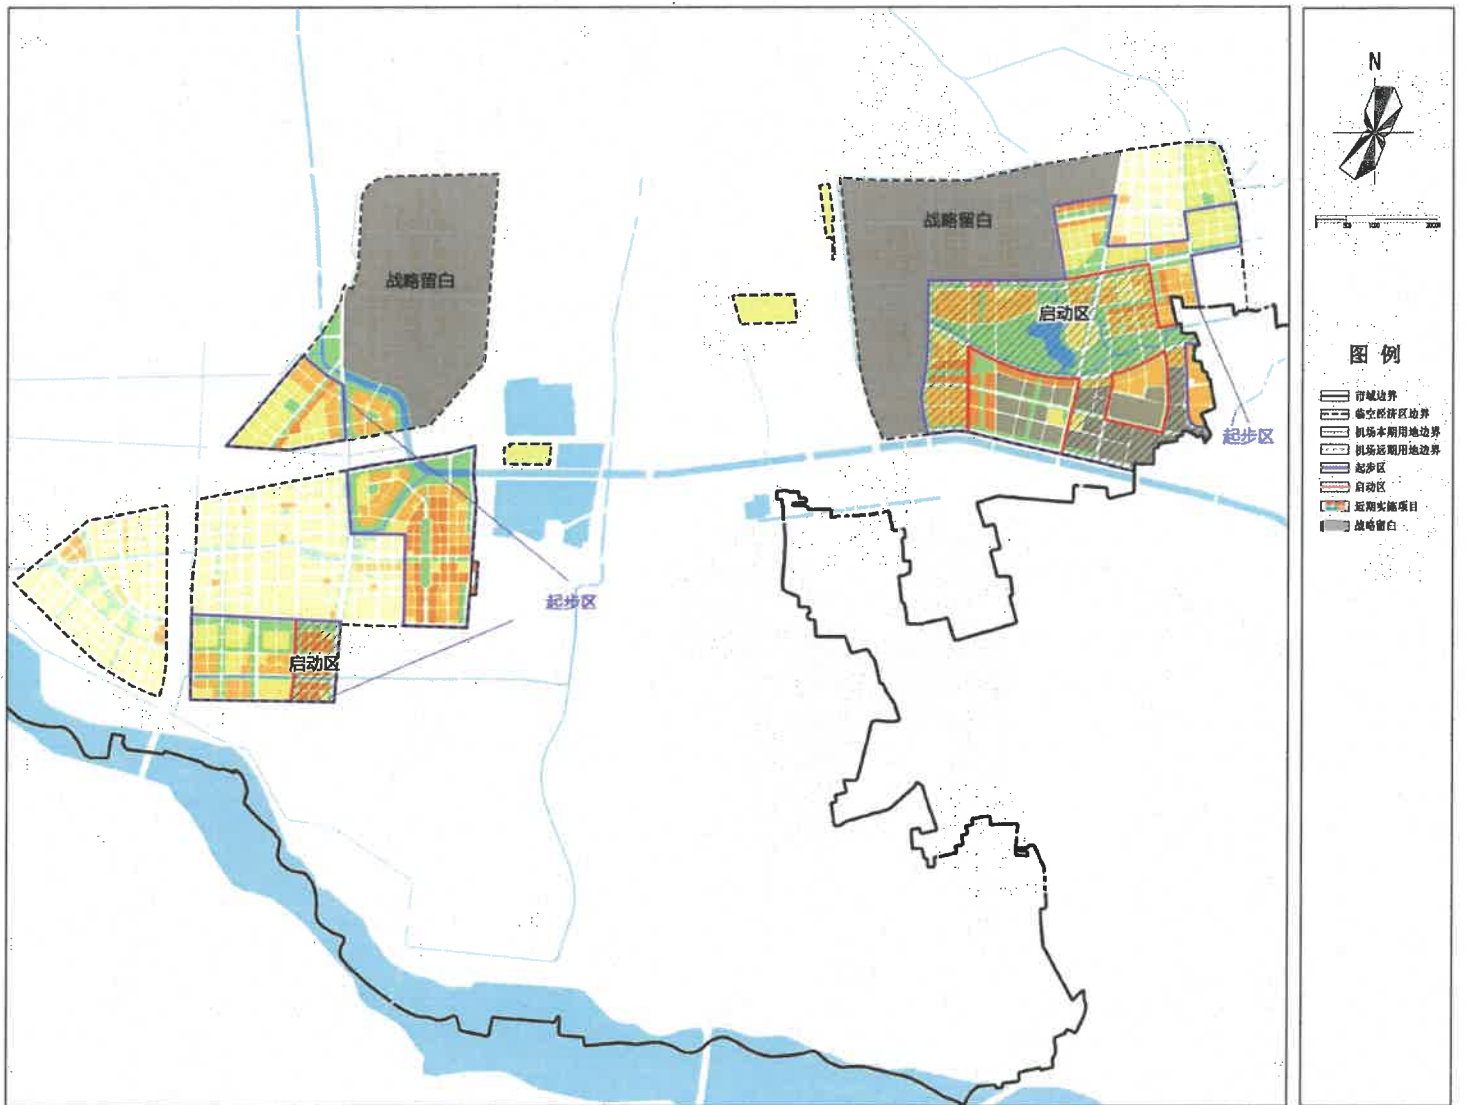 N
战略留白
战略留白
启动区
起步区
起步区
启动区
图例
市域边界
临空经济区边界
机场本期用地边界
机场远期用地边界
起步区
启动区
近期实施项目
战略留白